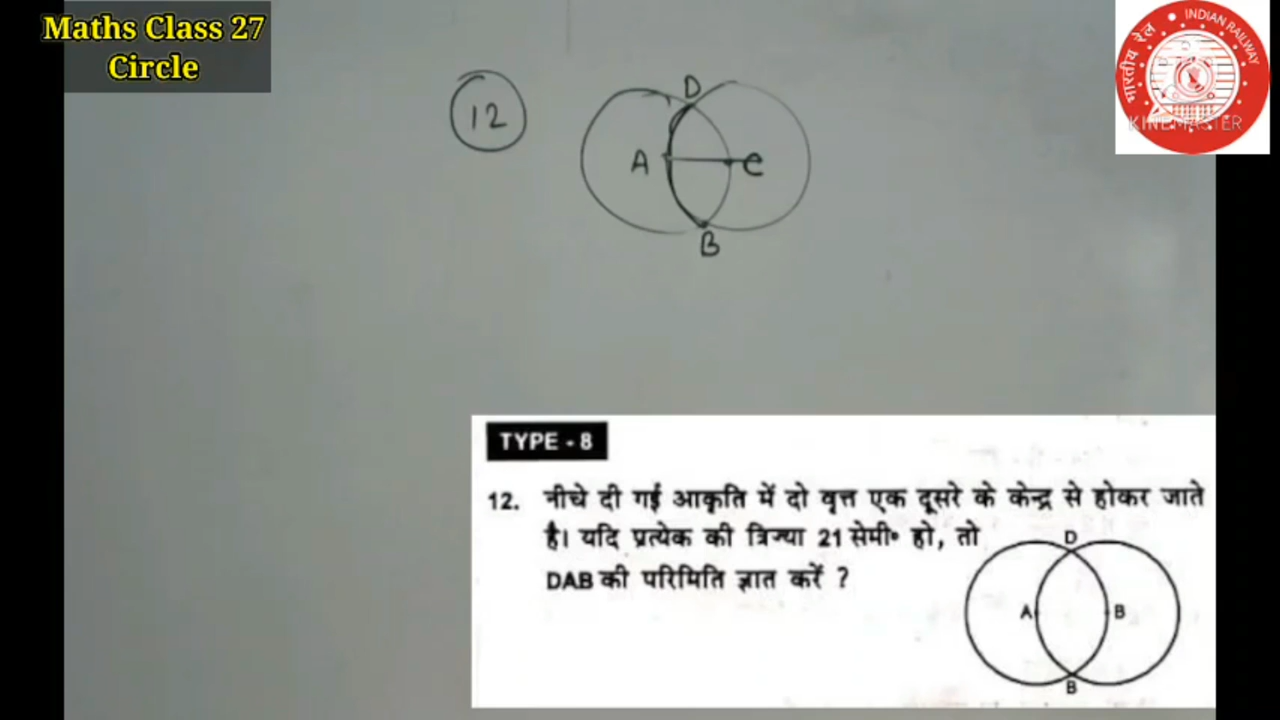 Maths Class 27
Circle
भारतीय रेल INDIAN RAILWAY
KINEMASTER
12
D
A
C
B
TYPE - 8
12. नीचे दी गई आकृति में दो वृत्त एक दूसरे के केन्द्र से होकर जाते
है। यदि प्रत्येक की त्रिज्या 21 सेमी॰ हो, तो
DAB की परिमिति ज्ञात करें ?
D
A
B
B